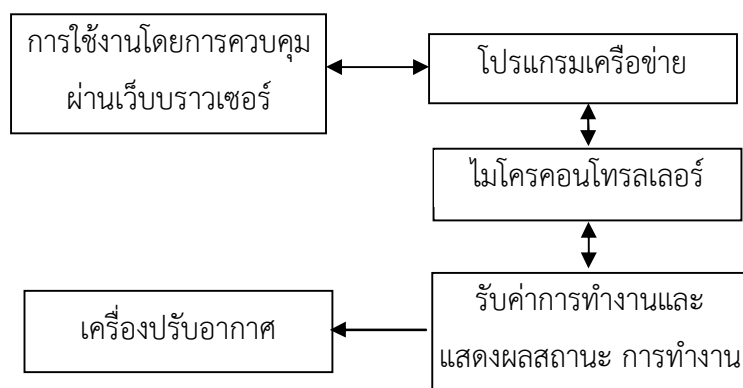 การใช้งานโดยการควบคุม
ผ่านเว็บบราวเซอร์
โปรแกรมเครือข่าย
ไมโครคอนโทรลเลอร์
รับค่าการทำงานและ
แสดงผลสถานะ การทำงาน
เครื่องปรับอากาศ